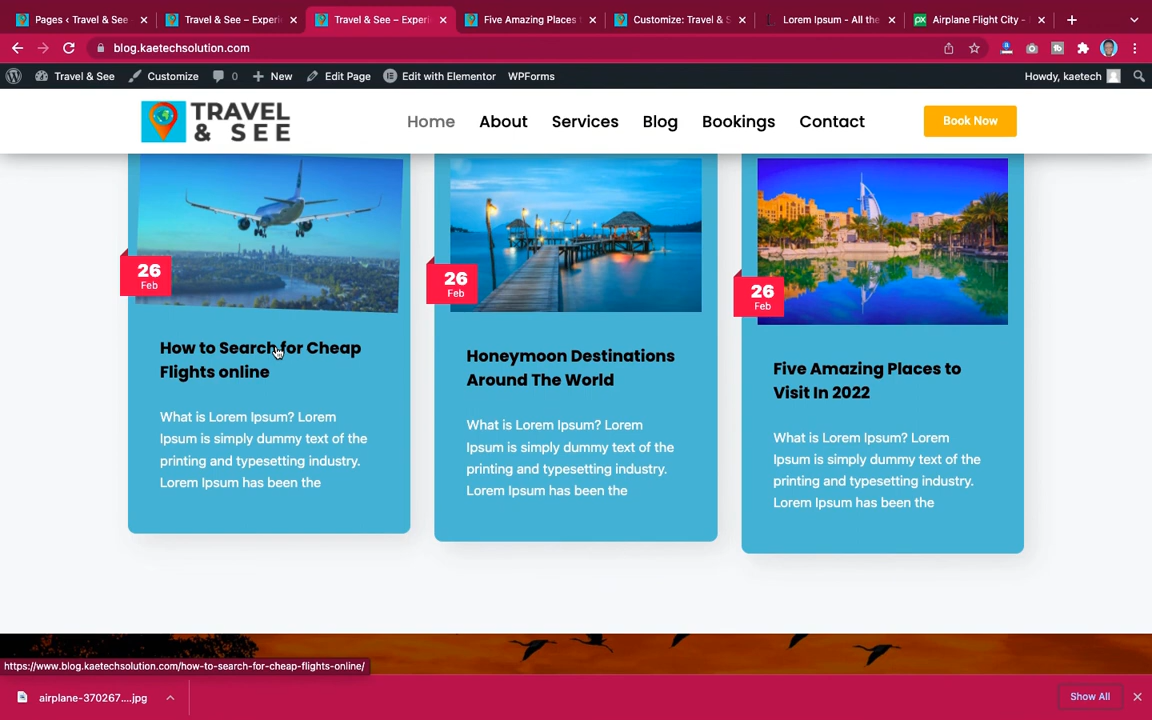 Pages ‹ Travel & See
Travel & See – Experi
Travel & See – Experi
Five Amazing Places
Customize: Travel & S
Lorem Ipsum - All the
Airplane Flight City -
blog.kaetechsolution.com
Travel & See
Customize
0
New
Edit Page
Edit with Elementor
WPForms
Howdy, kaetech
TRAVEL
& SEE
Home
About
Services
Blog
Bookings
Contact
Book Now
26
Feb
How to Search for Cheap
Flights online
What is Lorem Ipsum? Lorem
Ipsum is simply dummy text of the
printing and typesetting industry.
Lorem Ipsum has been the
26
Feb
Honeymoon Destinations
Around The World
What is Lorem Ipsum? Lorem
Ipsum is simply dummy text of the
printing and typesetting industry.
Lorem Ipsum has been the
26
Feb
Five Amazing Places to
Visit In 2022
What is Lorem Ipsum? Lorem
Ipsum is simply dummy text of the
printing and typesetting industry.
Lorem Ipsum has been the
https://www.blog.kaetechsolution.com/how-to-search-for-cheap-flights-online/
airplane-370267....jpg
Show All